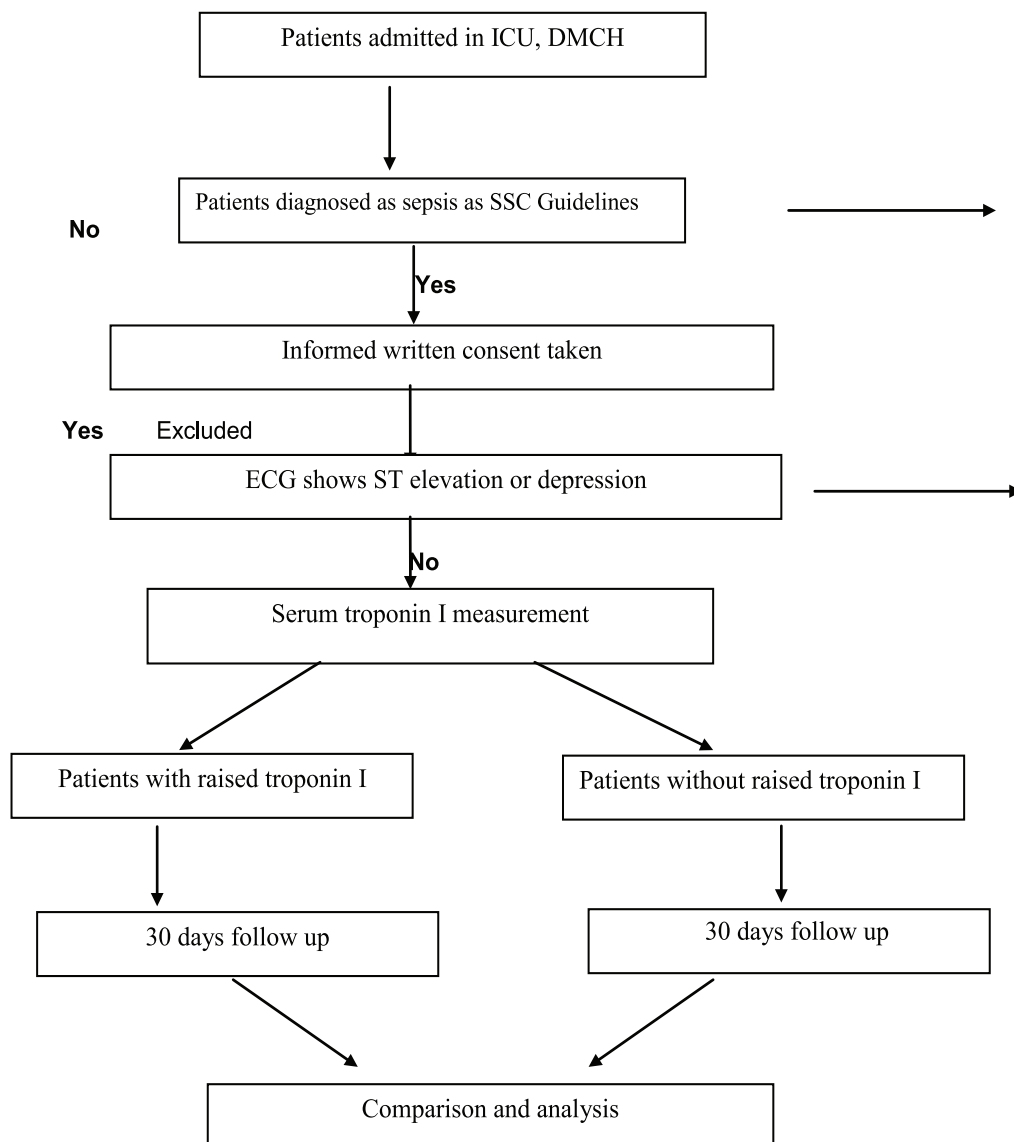 Patients admitted in ICU, DMCH
Patients diagnosed as sepsis as SSC Guidelines
No
Yes
Informed written consent taken
Yes Excluded
ECG shows ST elevation or depression
No
Serum troponin I measurement
Patients with raised troponin I
Patients without raised troponin I
30 days follow up
30 days follow up
Comparison and analysis